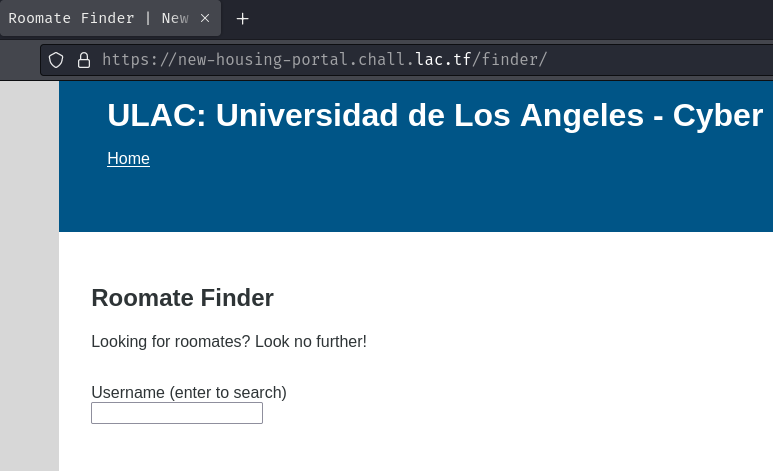 Roomate Finder | New
https://new-housing-portal.chall.lac.tf/finder/
ULAC: Universidad de Los Angeles - Cyber
Home
Roomate Finder
Looking for roomates? Look no further!
Username (enter to search)